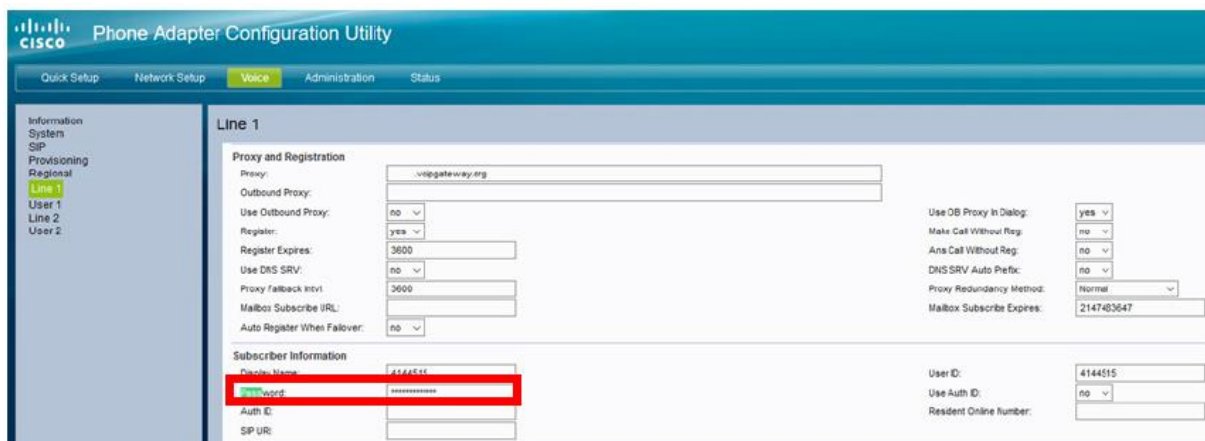 CISCO Phone Adapter Configuration Utility
Quick Setup Network Setup Voice Administration Status
Information
System
SIP
Provisioning
Regional
Line 1
User 1
Line 2
User 2
Line 1
Proxy and Registration
Proxy: .voipgateway.org
Outbound Proxy:
Use Outbound Proxy: no Use OB Proxy In Dialog: yes
Register: yes Make Call Without Reg: no
Register Expires: 3600 Ans Call Without Reg: no
Use DNS SRV: no DNS SRV Auto Prefix: no
Proxy Fallback Intvl: 3600 Proxy Redundancy Method: Normal
Mailbox Subscribe URL: Mailbox Subscribe Expires: 2147483647
Auto Register When Failover: no
Subscriber Information
Display Name: 4144515 User ID: 4144515
Password: ************* Use Auth ID: no
Auth ID: Resident Online Number:
SIP URI: